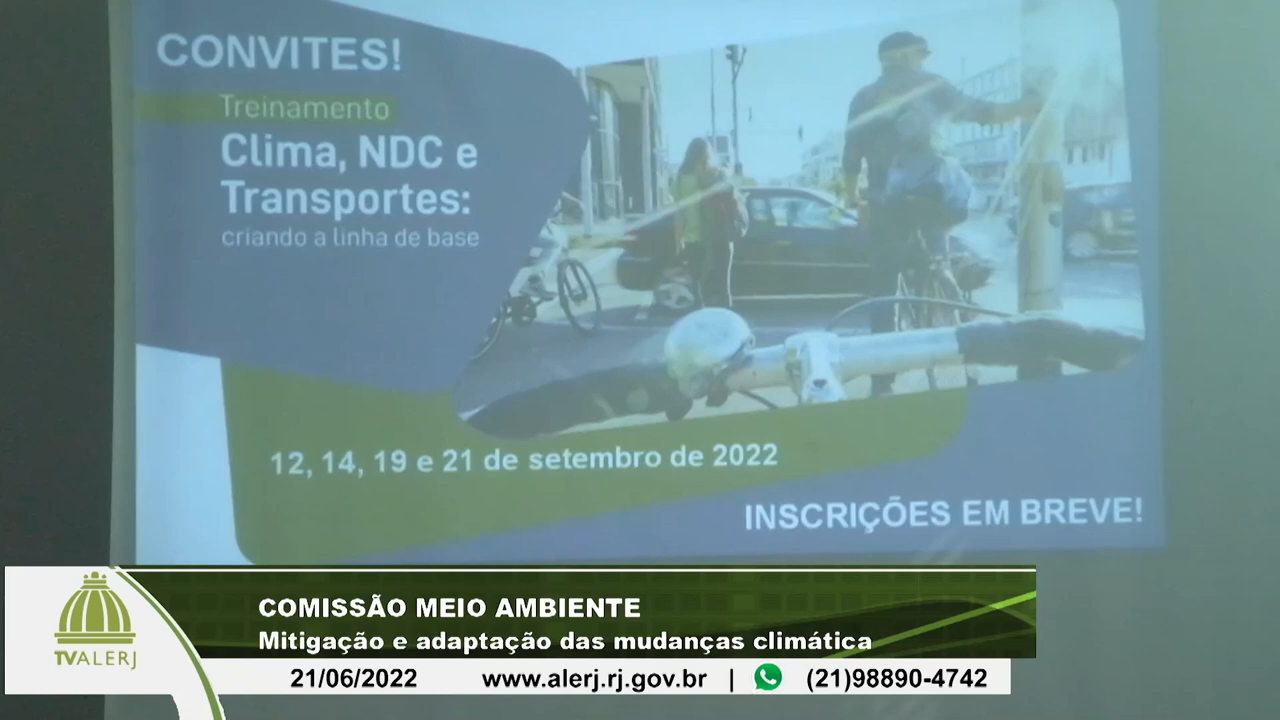 CONVITES!
Treinamento
Clima, NDC e
Transportes:
criando a linha de base
12, 14, 19 e 21 de setembro de 2022
INSCRIÇÕES EM BREVE!
COMISSÃO MEIO AMBIENTE
Mitigação e adaptação das mudanças climática
TVALERJ
21/06/2022 www.alerj.rj.gov.br | (21)98890-4742